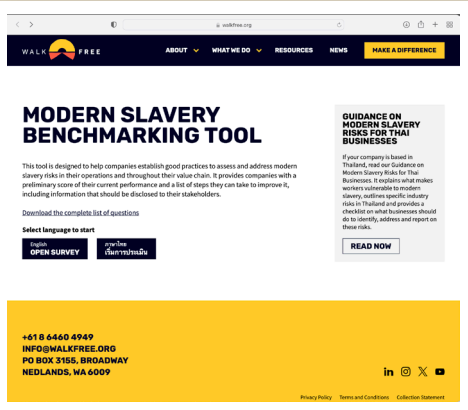 walkfree.org
WALK FREE
ABOUT WHAT WE DO RESOURCES NEWS MAKE A DIFFERENCE
MODERN SLAVERY
BENCHMARKING TOOL
This tool is designed to help companies establish good practices to assess and address modern
slavery risks in their operations and throughout their value chain. It provides companies with a
preliminary score of their current performance and a list of steps they can take to improve it,
including information that should be disclosed to their stakeholders.
Download the complete list of questions
Select language to start
English
OPEN SURVEY
ภาษาไทย
เริ่มการประเมิน
GUIDANCE ON
MODERN SLAVERY
RISKS FOR THAI
BUSINESSES
If your company is based in
Thailand, read our Guidance on
Modern Slavery Risks for Thai
Businesses. It explains what makes
workers vulnerable to modern
slavery, outlines specific industry
risks in Thailand and provides a
checklist on what businesses should
do to identify, address and report on
these risks.
READ NOW
+61 8 6460 4949
INFO@WALKFREE.ORG
PO BOX 3155, BROADWAY
NEDLANDS, WA 6009
Privacy Policy Terms and Conditions Collection Statement